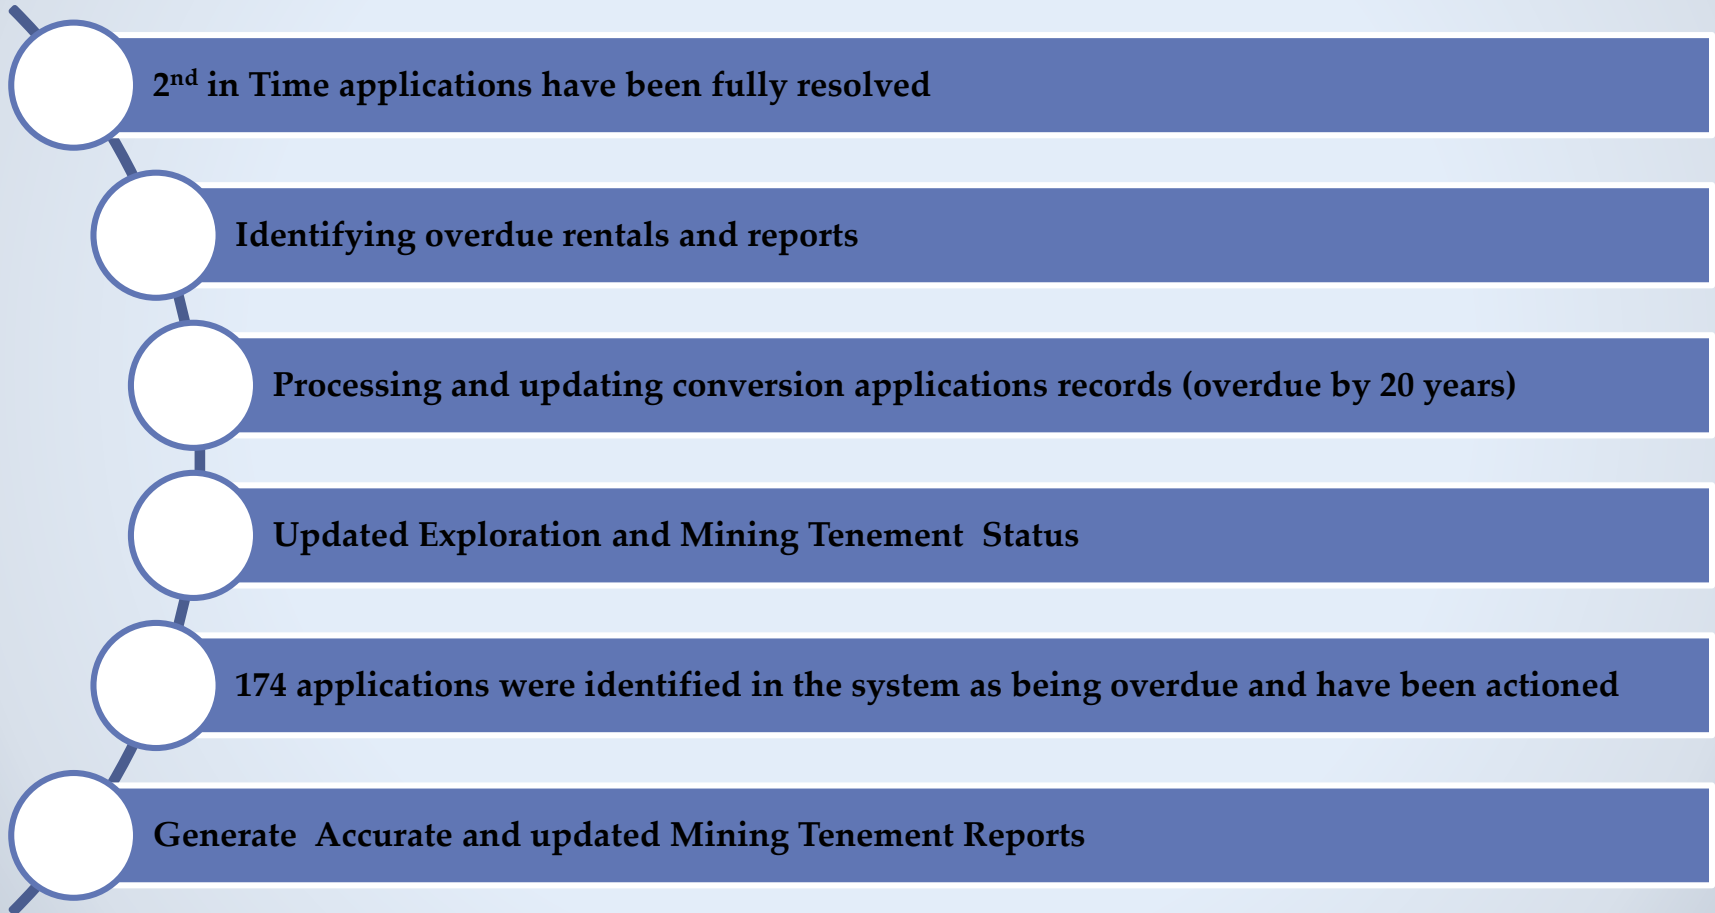 2nd in Time applications have been fully resolved
Identifying overdue rentals and reports
Processing and updating conversion applications records (overdue by 20 years)
Updated Exploration and Mining Tenement  Status
174 applications were identified in the system as being overdue and have been actioned
Generate  Accurate and updated Mining Tenement Reports